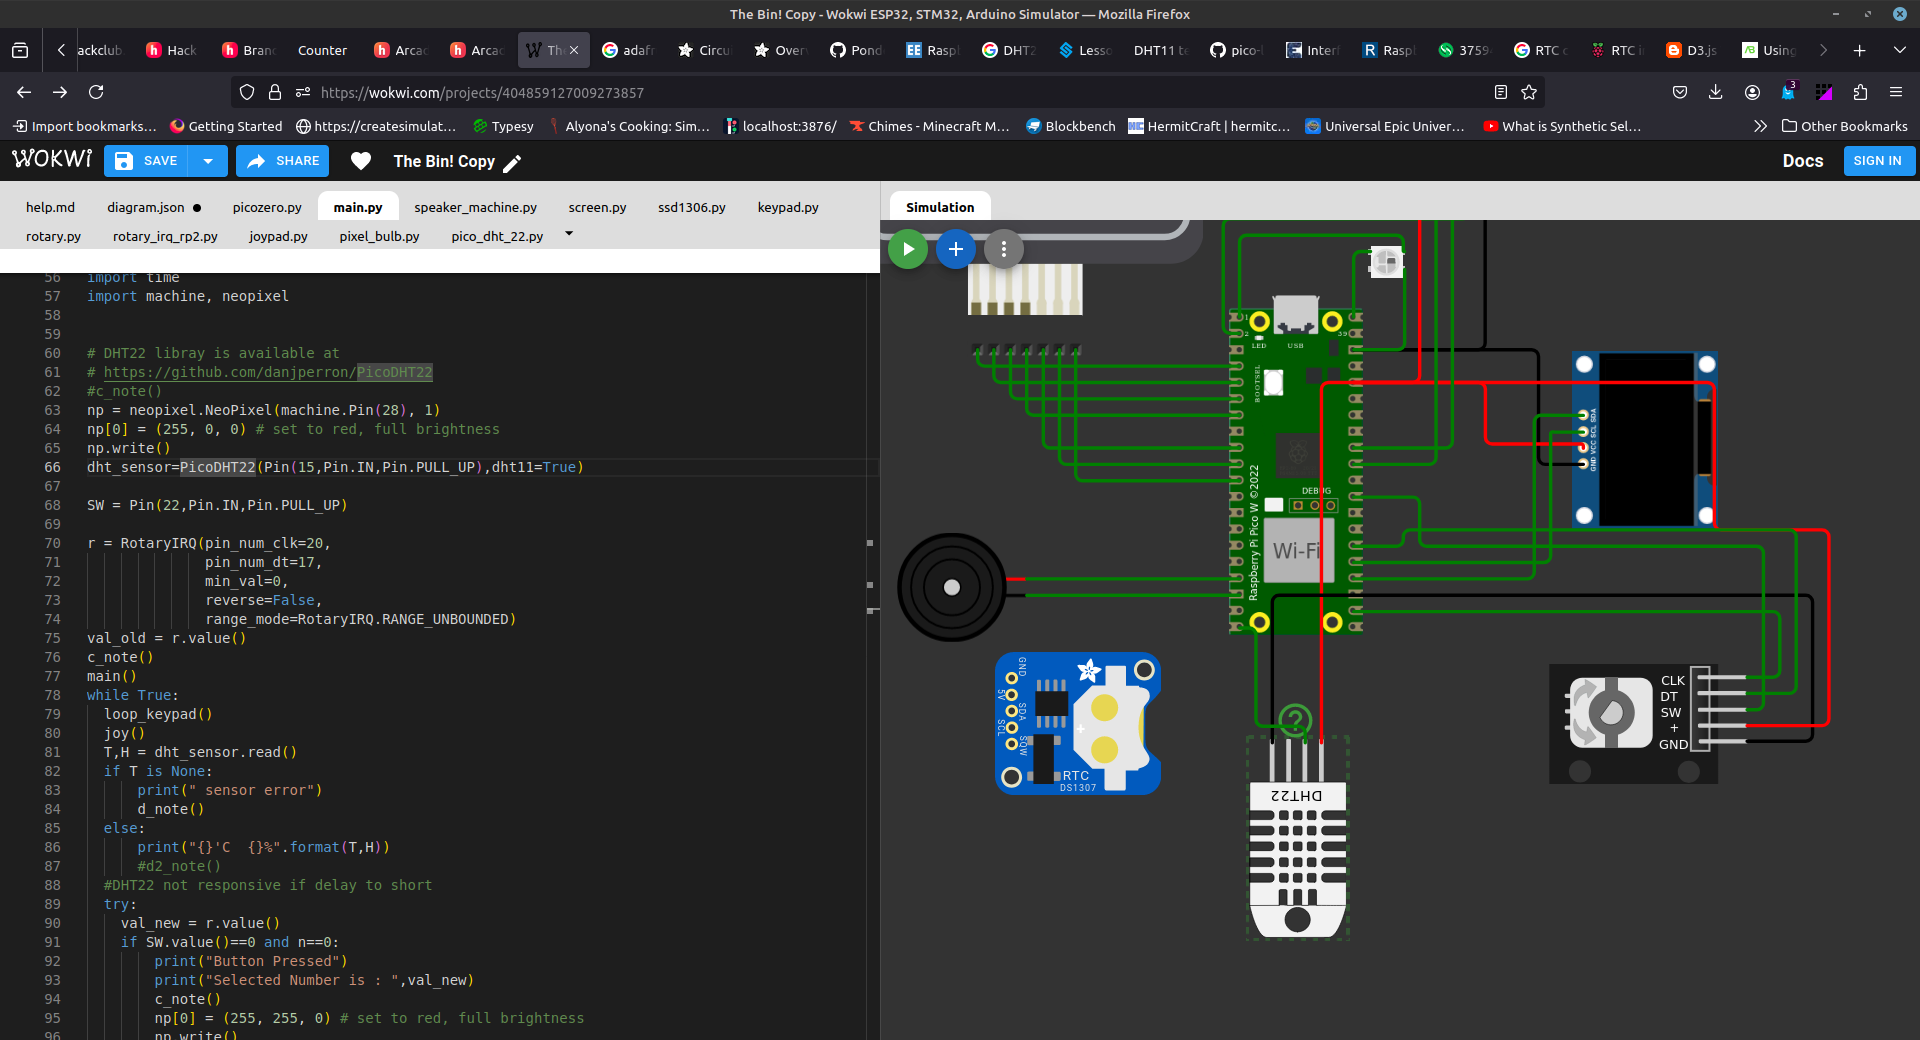 The Bin! Copy - Wokwi ESP32, STM32, Arduino Simulator — Mozilla Firefox
ackclub Hack Bran Counter Arcac Arcac Th adafr Circu Over Pond Raspb DHT2 Lesso DHT11 te pico- Interf Raspb 3759 RTC c RTC i D3.js Using
https://wokwi.com/projects/404859127009273857
3
Import bookmarks... Getting Started https://createsimulat... Typesy Alyona's Cooking: Sim... localhost:3876/ Chimes - Minecraft M... Blockbench HermitCraft | hermitc... Universal Epic Univer... What is Synthetic Sel... Other Bookmarks
WOKWI SAVE SHARE The Bin! Copy Docs SIGN IN
help.md diagram.json picozero.py main.py speaker_machine.py screen.py ssd1306.py keypad.py
rotary.py rotary_irq_rp2.py joypad.py pixel_bulb.py pico_dht_22.py
Simulation
56 import time
57 import machine, neopixel
58
59
60 # DHT22 libray is available at
61 # https://github.com/danjperron/PicoDHT22
62 #c_note()
63 np = neopixel.NeoPixel(machine.Pin(28), 1)
64 np[0] = (255, 0, 0) # set to red, full brightness
65 np.write()
66 dht_sensor=PicoDHT22(Pin(15,Pin.IN,Pin.PULL_UP),dht11=True)
67
68 SW = Pin(22,Pin.IN,Pin.PULL_UP)
69
70 r = RotaryIRQ(pin_num_clk=20,
71 pin_num_dt=17,
72 min_val=0,
73 reverse=False,
74 range_mode=RotaryIRQ.RANGE_UNBOUNDED)
75 val_old = r.value()
76 c_note()
77 main()
78 while True:
79 loop_keypad()
80 joy()
81 T,H = dht_sensor.read()
82 if T is None:
83 print(" sensor error")
84 d_note()
85 else:
86 print("{}'C  {}%".format(T,H))
87 #d2_note()
88 #DHT22 not responsive if delay to short
89 try:
90 val_new = r.value()
91 if SW.value()==0 and n==0:
92 print("Button Pressed")
93 print("Selected Number is : ",val_new)
94 c_note()
95 np[0] = (255, 255, 0) # set to red, full brightness
96 np.write()
1
2
39
LED USB
BOOTSEL
DEBUG
Raspberry Pi Pico W ©2022
Wi-Fi
GND VCC SCL SDA
GND
5V
SDA
SCL
SQW
RTC
DS1307
?
DHT22
CLK
DT
SW
+
GND